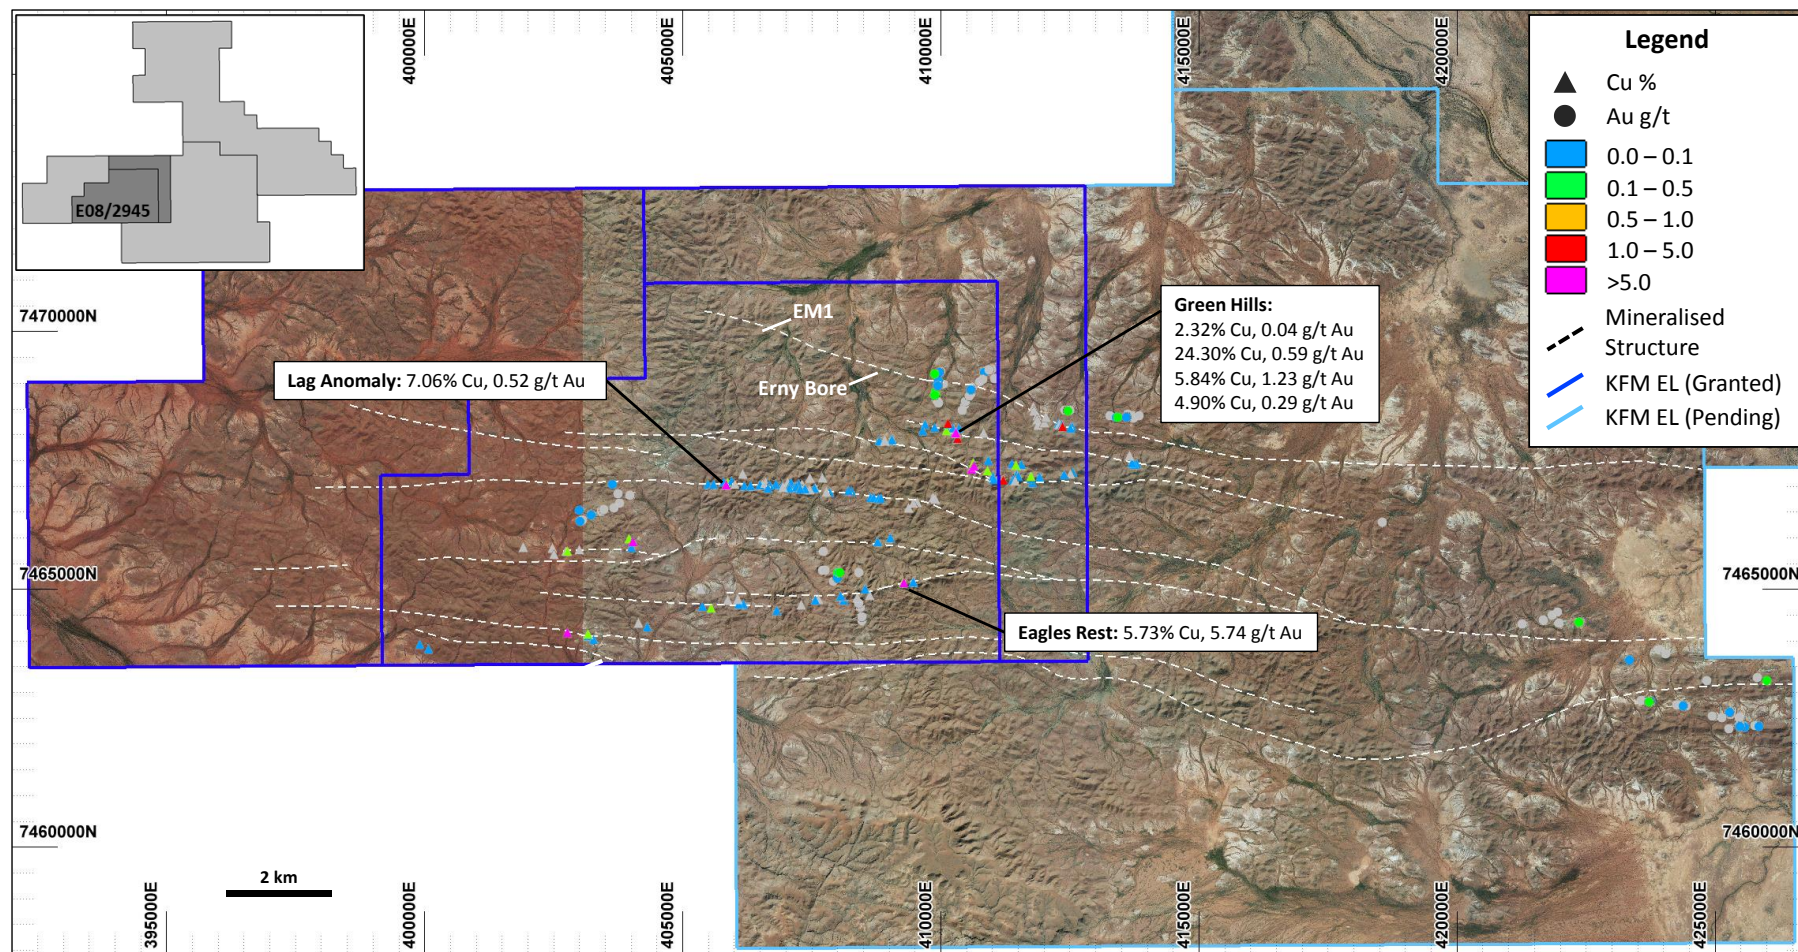 400000E
405000E
410000E
415000E
420000E
E08/2945
Legend
Cu %
Au g/t
0.0 – 0.1
0.1 – 0.5
0.5 – 1.0
1.0 – 5.0
>5.0
Mineralised
Structure
KFM EL (Granted)
KFM EL (Pending)
7470000N
EM1
Erny Bore
Green Hills:
2.32% Cu, 0.04 g/t Au
24.30% Cu, 0.59 g/t Au
5.84% Cu, 1.23 g/t Au
4.90% Cu, 0.29 g/t Au
Lag Anomaly: 7.06% Cu, 0.52 g/t Au
7465000N
7465000N
Eagles Rest: 5.73% Cu, 5.74 g/t Au
7460000N
7460000N
2 km
395000E
400000E
405000E
410000E
415000E
420000E
425000E